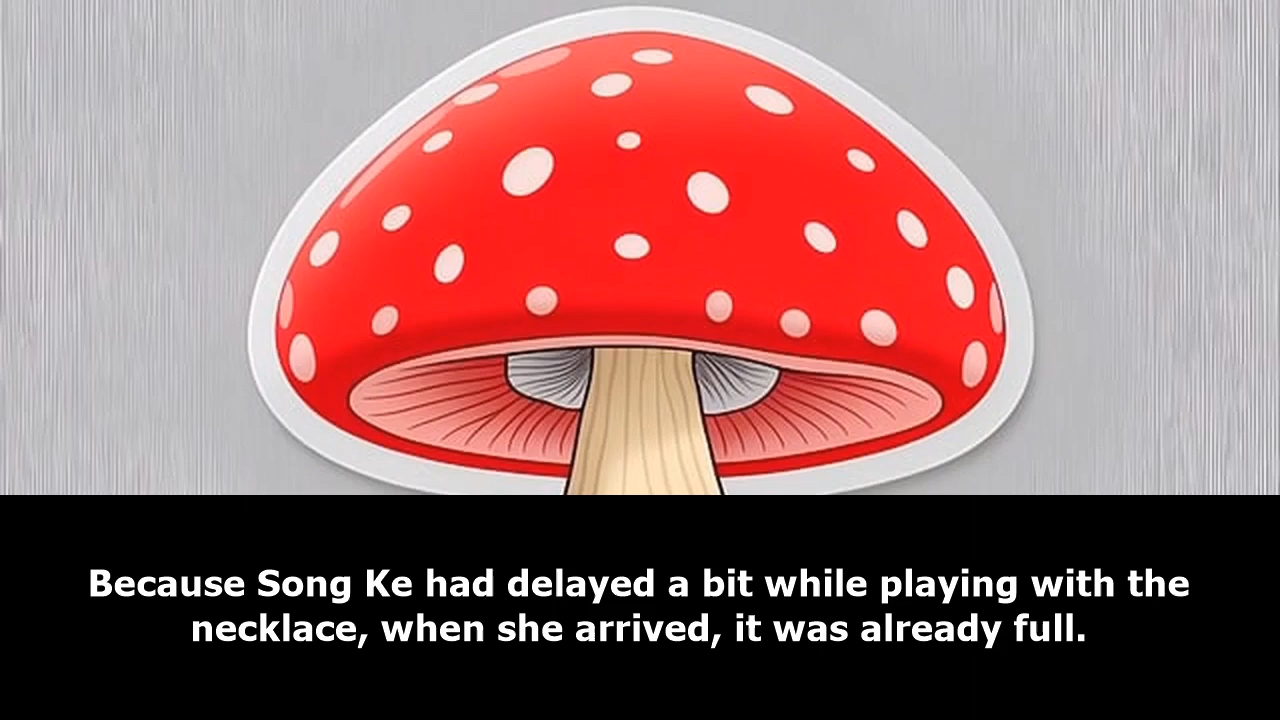 Because Song Ke had delayed a bit while playing with the
necklace, when she arrived, it was already full.